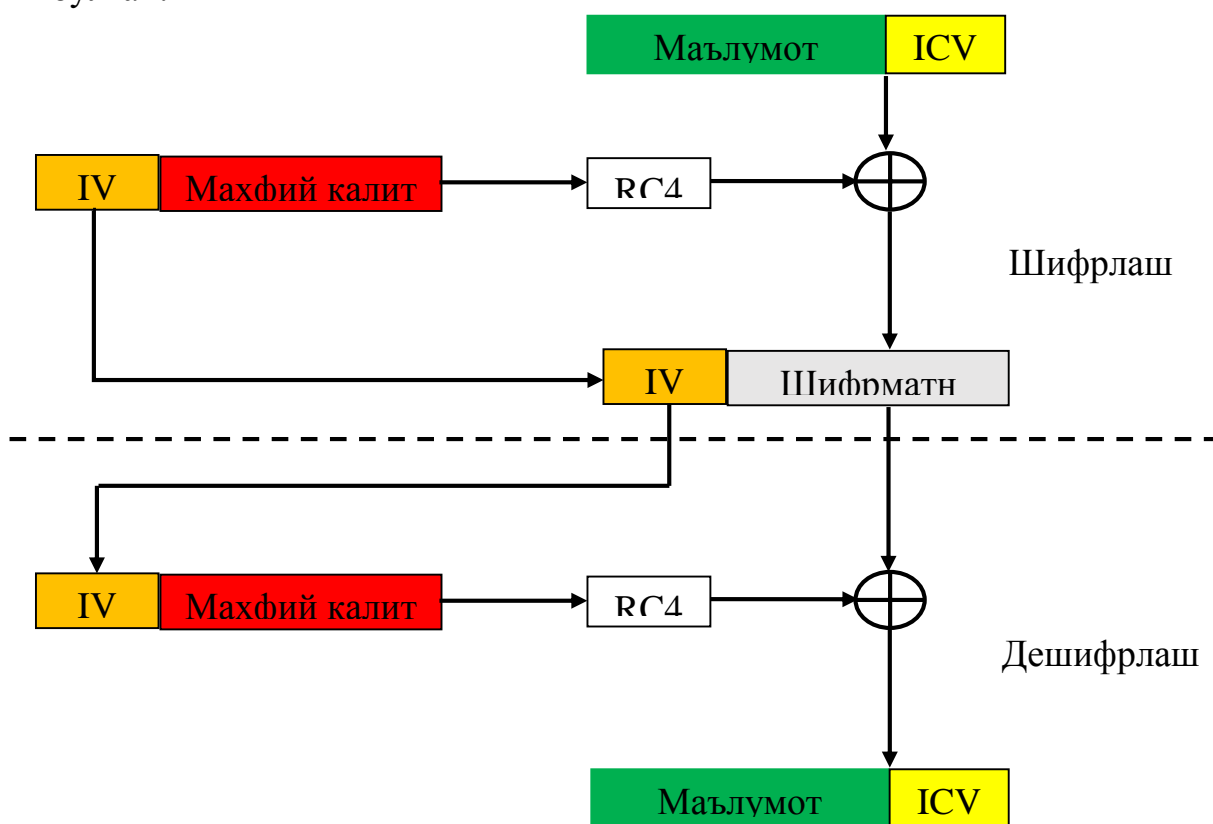 Маълумот ICV
IV Махфий калит RC4
Шифрлаш
IV Шифрматн
IV Махфий калит RC4
Дешифрлаш
Маълумот ICV